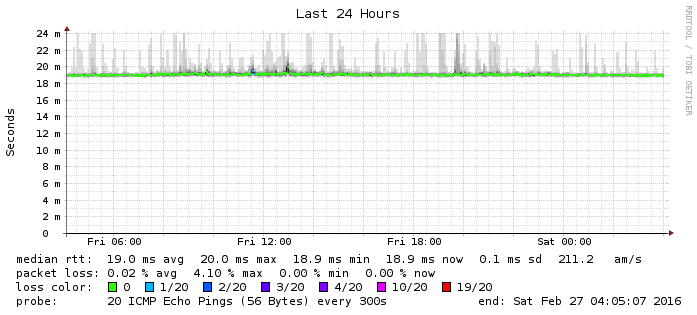 Last 24 Hours
RRDTOOL / TOBI OETIKER
Seconds
24 m
22 m
20 m
18 m
16 m
14 m
12 m
10 m
8 m
6 m
4 m
2 m
0
Fri 06:00 Fri 12:00 Fri 18:00 Sat 00:00
median rtt: 19.0 ms avg 20.0 ms max 18.9 ms min 18.9 ms now 0.1 ms sd 211.2 am/s
packet loss: 0.02 % avg 4.10 % max 0.00 % min 0.00 % now
loss color: 0 1/20 2/20 3/20 4/20 10/20 19/20
probe: 20 ICMP Echo Pings (56 Bytes) every 300s end: Sat Feb 27 04:05:07 2016